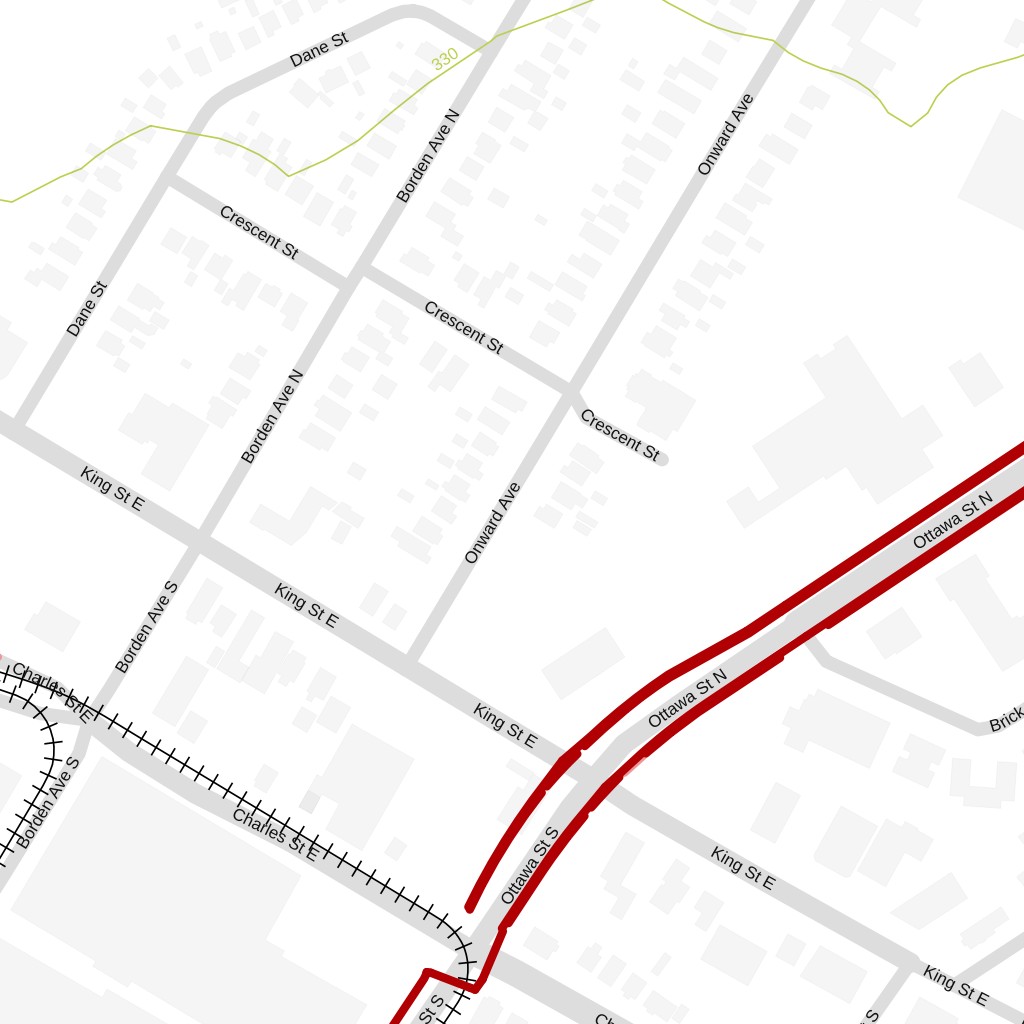 Dane St
330
Borden Ave N
Onward Ave
Crescent St
Dane St
Crescent St
Borden Ave N
Crescent St
King St E
Onward Ave
Ottawa St N
King St E
Borden Ave S
Charles St E
Ottawa St N
King St E
Brick
Borden Ave S
Charles St E
Ottawa St S
King St E
King St E
St S
Ch
S